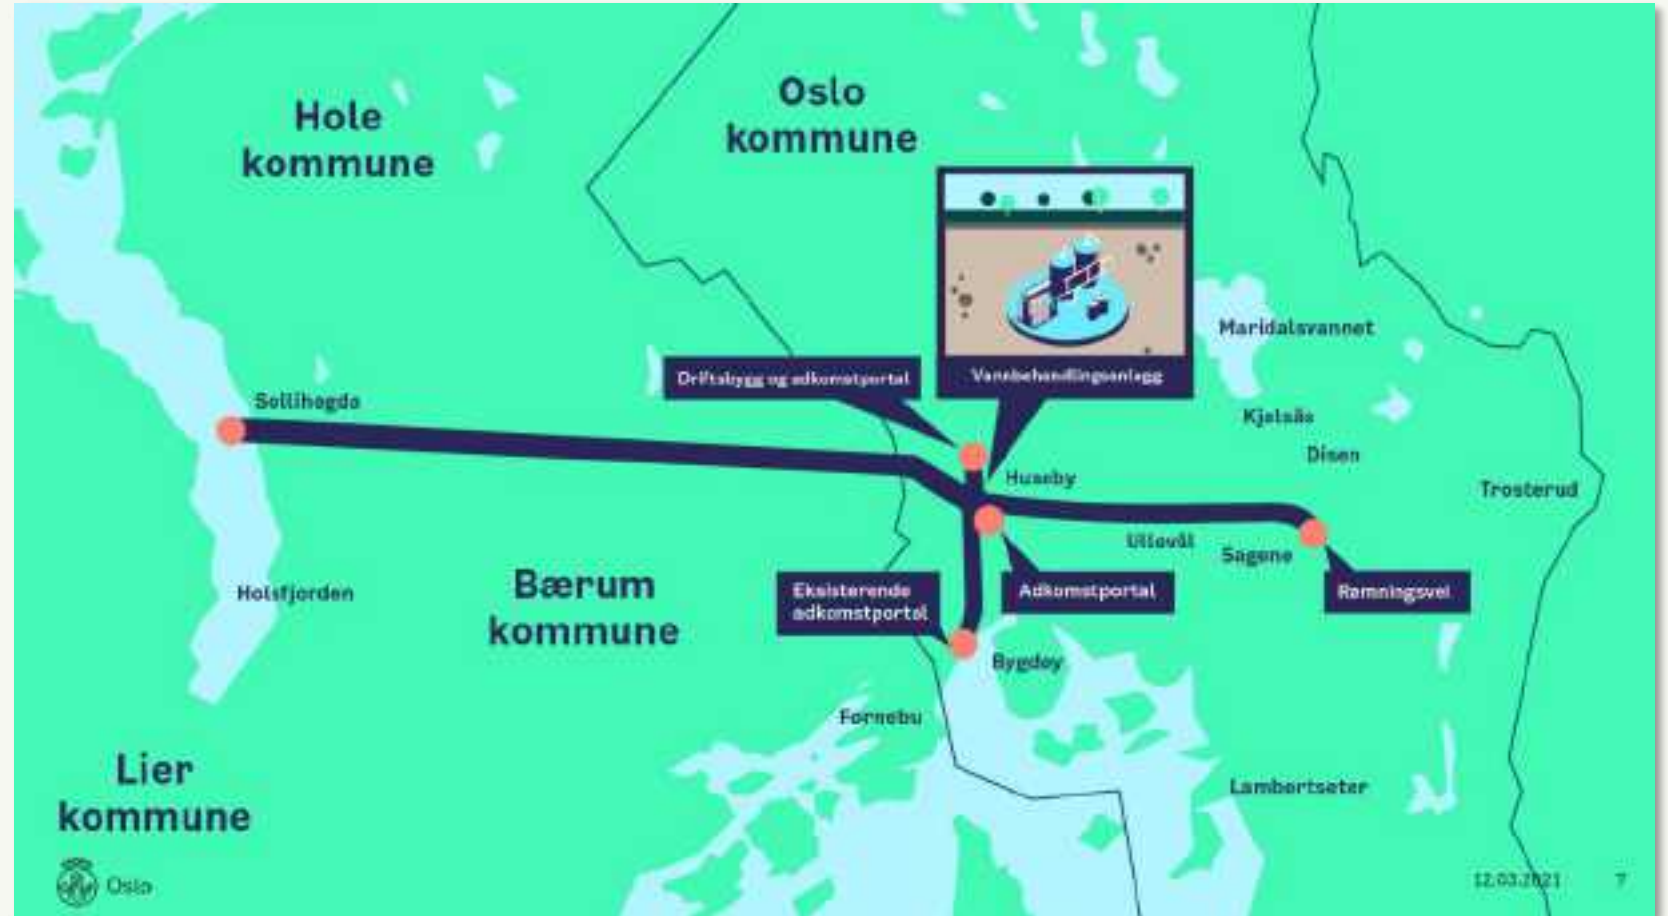 Hole
kommune
Oslo
kommune
Maridalsvannet
Driftsbygg og adkomstportal
Vannbehandlingsanlegg
Sollihøgda
Kjelsås
Disen
Huseby
Trosterud
Ullevål
Sagene
Holsfjorden
Bærum
kommune
Eksisterende
adkomstportal
Adkomstportal
Rømningsvei
Bygdøy
Fornebu
Lier
kommune
Lambertseter
Oslo
12.03.2021
7